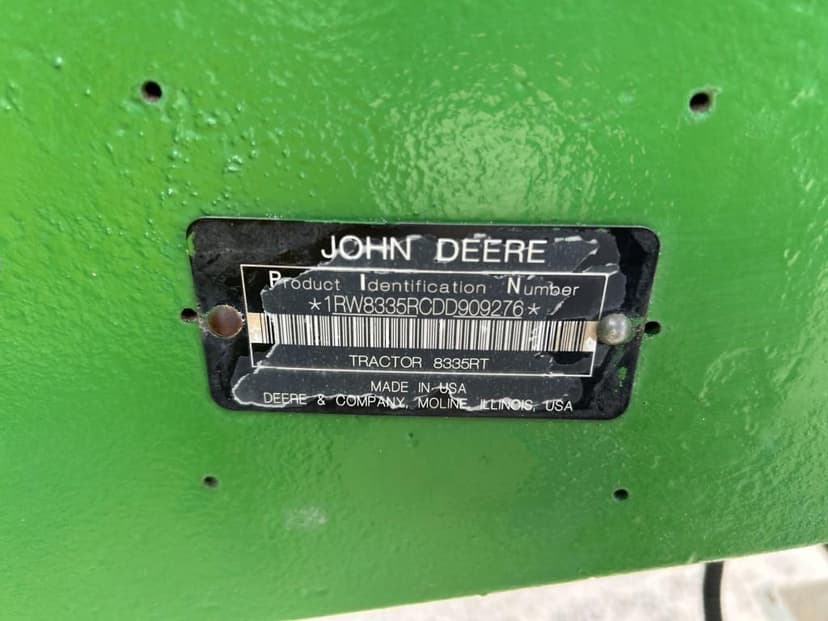 JOHN DEERE
Product Identification Number
*1RW8335RCDD909276*
TRACTOR 8335RT
MADE IN USA
DEERE & COMPANY, MOLINE, ILLINOIS, USA